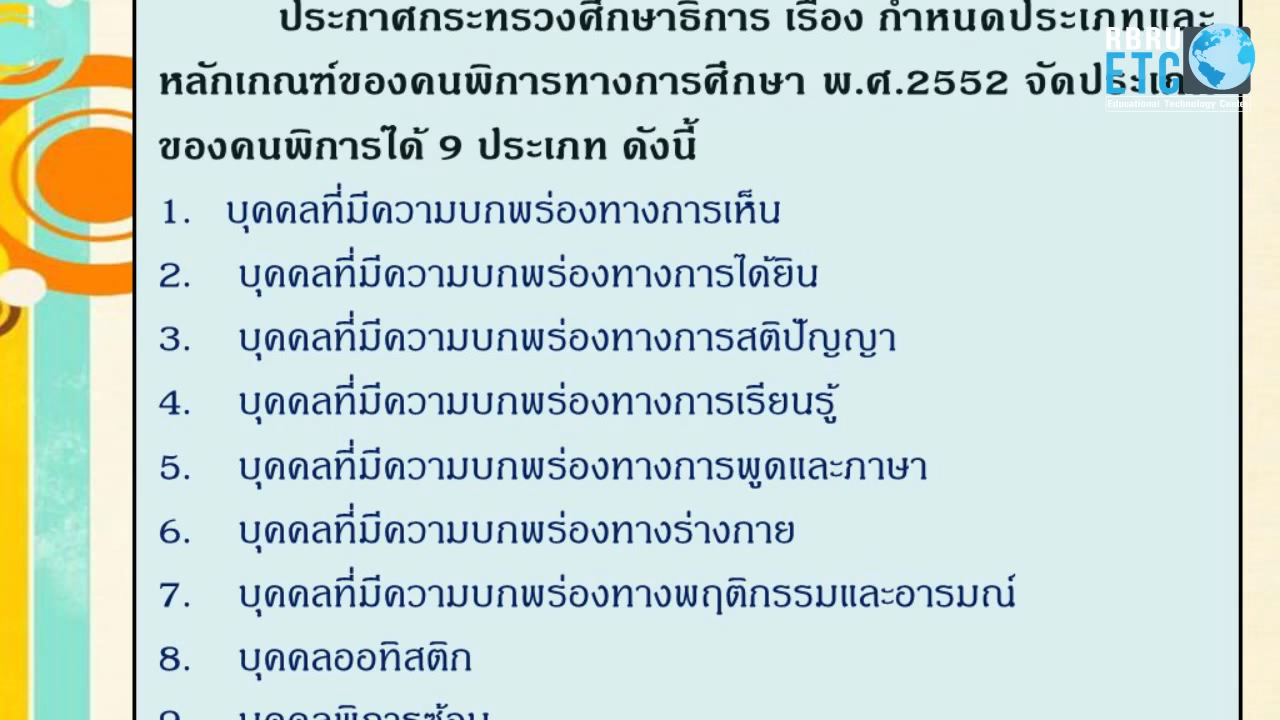 ประกาศกระทรวงศึกษาธิการ เรื่อง กำหนดประเภทและ
หลักเกณฑ์ของคนพิการทางการศึกษา พ.ศ.2552 จัดประเภท
ของคนพิการได้ 9 ประเภท ดังนี้
1. บุคคลที่มีความบกพร่องทางการเห็น
2. บุคคลที่มีความบกพร่องทางการได้ยิน
3. บุคคลที่มีความบกพร่องทางการสติปัญญา
4. บุคคลที่มีความบกพร่องทางการเรียนรู้
5. บุคคลที่มีความบกพร่องทางการพูดและภาษา
6. บุคคลที่มีความบกพร่องทางร่างกาย
7. บุคคลที่มีความบกพร่องทางพฤติกรรมและอารมณ์
8. บุคคลออทิสติก
9. บุคคลพิการซ้อน
RBRU
ETC
Educational Technology Center